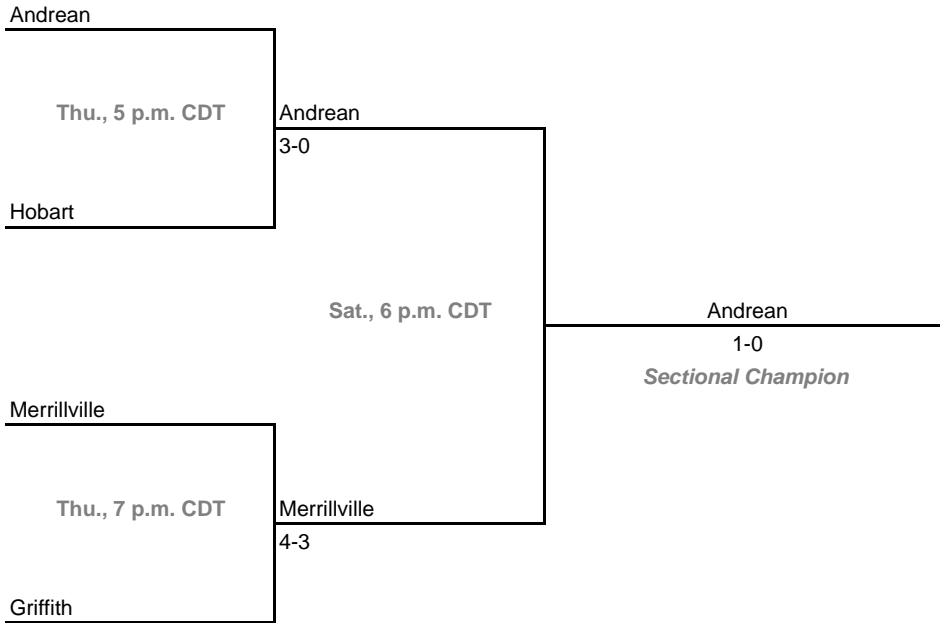 Andrean
Thu., 5 p.m. CDT
Andrean
3-0
Hobart
Sat., 6 p.m. CDT
Andrean
1-0
Sectional Champion
Merrillville
Thu., 7 p.m. CDT
Merrillville
4-3
Griffith